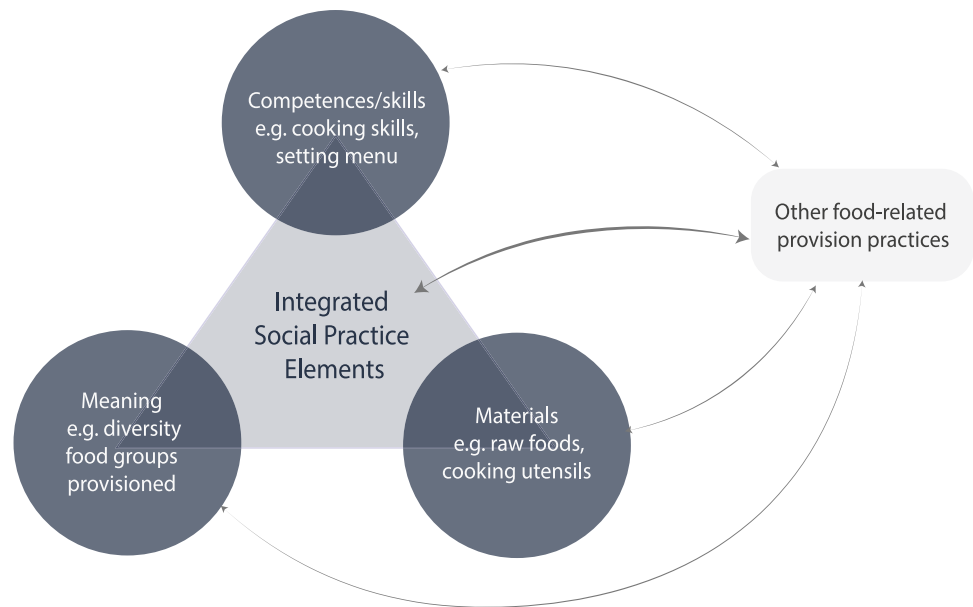 Competences/skills
e.g. cooking skills,
setting menu
Other food-related
provision practices
Integrated
Social Practice
Elements
Meaning
e.g. diversity
food groups
provisioned
Materials
e.g. raw foods,
cooking utensils